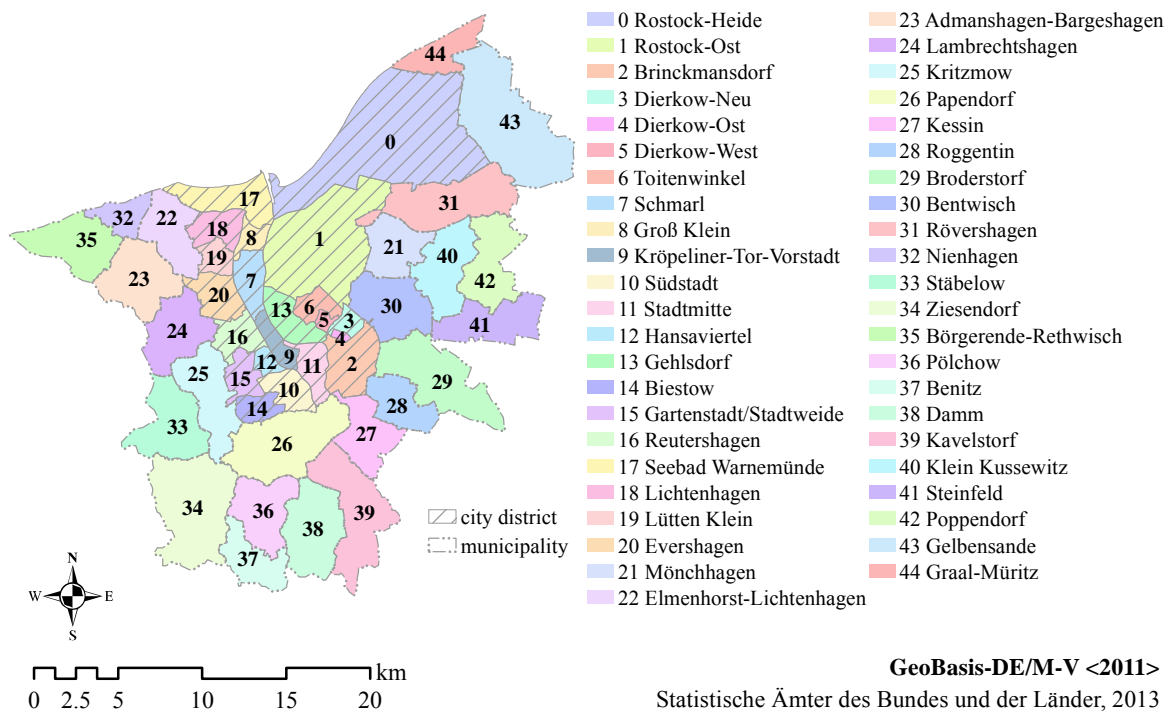 0 Rostock-Heide
1 Rostock-Ost
2 Brinckmansdorf
3 Dierkow-Neu
4 Dierkow-Ost
5 Dierkow-West
6 Toitenwinkel
7 Schmarl
8 Groß Klein
9 Kröpeliner-Tor-Vorstadt
10 Südstadt
11 Stadtmitte
12 Hansaviertel
13 Gehlsdorf
14 Biestow
15 Gartenstadt/Stadtweide
16 Reutershagen
17 Seebad Warnemünde
18 Lichtenhagen
19 Lütten Klein
20 Evershagen
21 Mönchhagen
22 Elmenhorst-Lichtenhagen
23 Admanshagen-Bargeshagen
24 Lambrechtshagen
25 Kritzmow
26 Papendorf
27 Kessin
28 Roggentin
29 Broderstorf
30 Bentwisch
31 Rövershagen
32 Nienhagen
33 Stäbelow
34 Ziesendorf
35 Börgerende-Rethwisch
36 Pölchow
37 Benitz
38 Damm
39 Kavelstorf
40 Klein Kussewitz
41 Steinfeld
42 Poppendorf
43 Gelbensande
44 Graal-Müritz
44
43
0
17
31
32
22
18
35
8
1
21
40
19
23
7
42
20
13
6
30
5
3
41
24
16
4
9
12
11
2
25
15
29
10
14
28
33
26
27
34
36
39
38
37
city district
municipality
N
W
E
S
km
0 2.5 5 10 15 20
GeoBasis-DE/M-V <2011>
Statistische Ämter des Bundes und der Länder, 2013